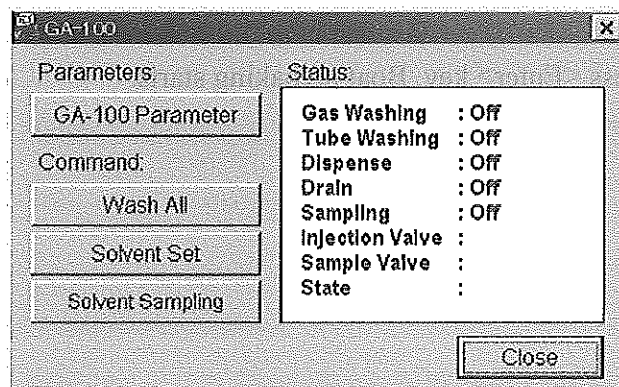 GA-100
Parameters:
GA-100 Parameter
Command:
Wash All
Solvent Set
Solvent Sampling
Status:
Gas Washing : Off
Tube Washing : Off
Dispense : Off
Drain : Off
Sampling : Off
Injection Valve :
Sample Valve :
State :
Close